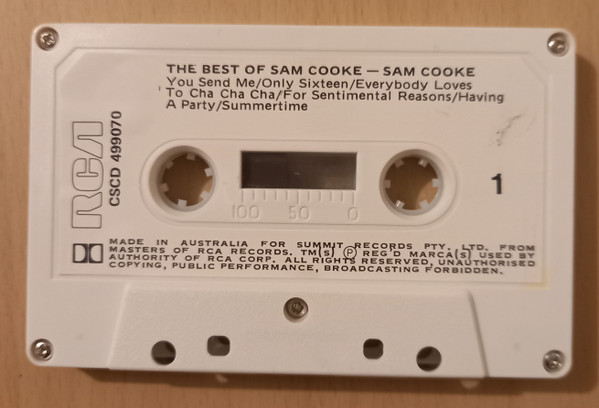 THE BEST OF SAM COOKE — SAM COOKE
You Send Me/Only Sixteen/Everybody Loves
To Cha Cha Cha/For Sentimental Reasons/Having
A Party/Summertime
RCA
CSCD 499070
1
100 50 0
MADE IN AUSTRALIA FOR SUMMIT RECORDS PTY. LTD. FROM
MASTERS OF RCA RECORDS. TM(S) Ⓟ REG'D MARCA(S) USED BY
AUTHORITY OF RCA CORP. ALL RIGHTS RESERVED, UNAUTHORISED
COPYING, PUBLIC PERFORMANCE, BROADCASTING FORBIDDEN.